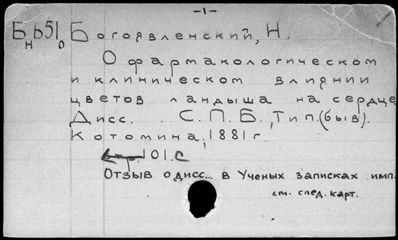 -1-
БЬ51 Богоявленский, Н.
н о
О фармакологическом
и клиническом влиянии
цветов ландыша на сердце
Дисс. С.П.Б., Тип. (быв).
Котомина, 1881 г.
101 с
Отзыв о дисс... в Ученых записках имп.
см. след. карт.